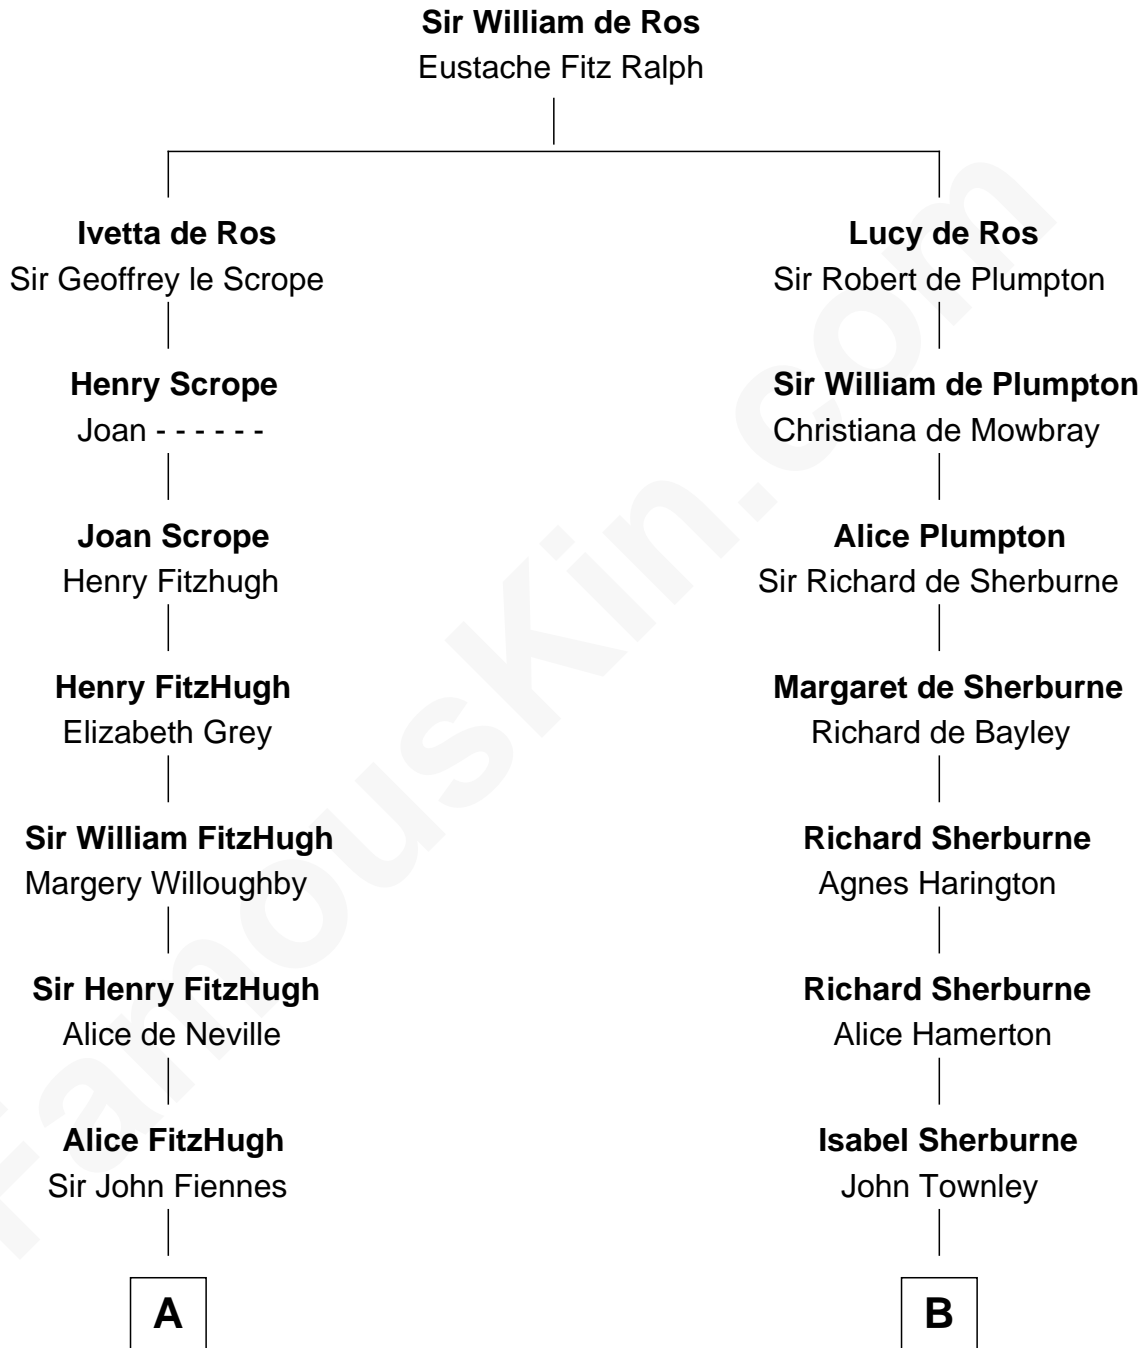 Sir William de Ros
Eustache Fitz Ralph
Ivetta de Ros
Sir Geoffrey le Scrope
Henry Scrope
Joan - - - - - -
Joan Scrope
Henry Fitzhugh
Henry FitzHugh
Elizabeth Grey
Sir William FitzHugh
Margery Willoughby
Sir Henry FitzHugh
Alice de Neville
Alice FitzHugh
Sir John Fiennes
A
Lucy de Ros
Sir Robert de Plumpton
Sir William de Plumpton
Christiana de Mowbray
Alice Plumpton
Sir Richard de Sherburne
Margaret de Sherburne
Richard de Bayley
Richard Sherburne
Agnes Harington
Richard Sherburne
Alice Hamerton
Isabel Sherburne
John Townley
B
FamousKin.com